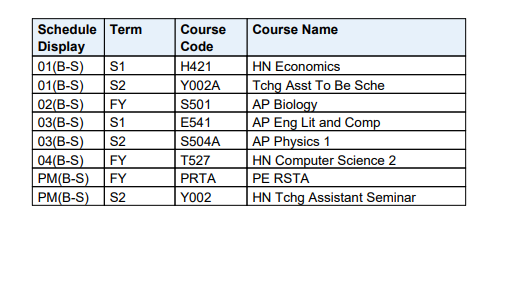 Schedule Display Term Course Code Course Name
01(B-S) S1 H421 HN Economics
01(B-S) S2 Y002A Tchg Asst To Be Sche
02(B-S) FY S501 AP Biology
03(B-S) S1 E541 AP Eng Lit and Comp
03(B-S) S2 S504A AP Physics 1
04(B-S) FY T527 HN Computer Science 2
PM(B-S) FY PRTA PE RSTA
PM(B-S) S2 Y002 HN Tchg Assistant Seminar